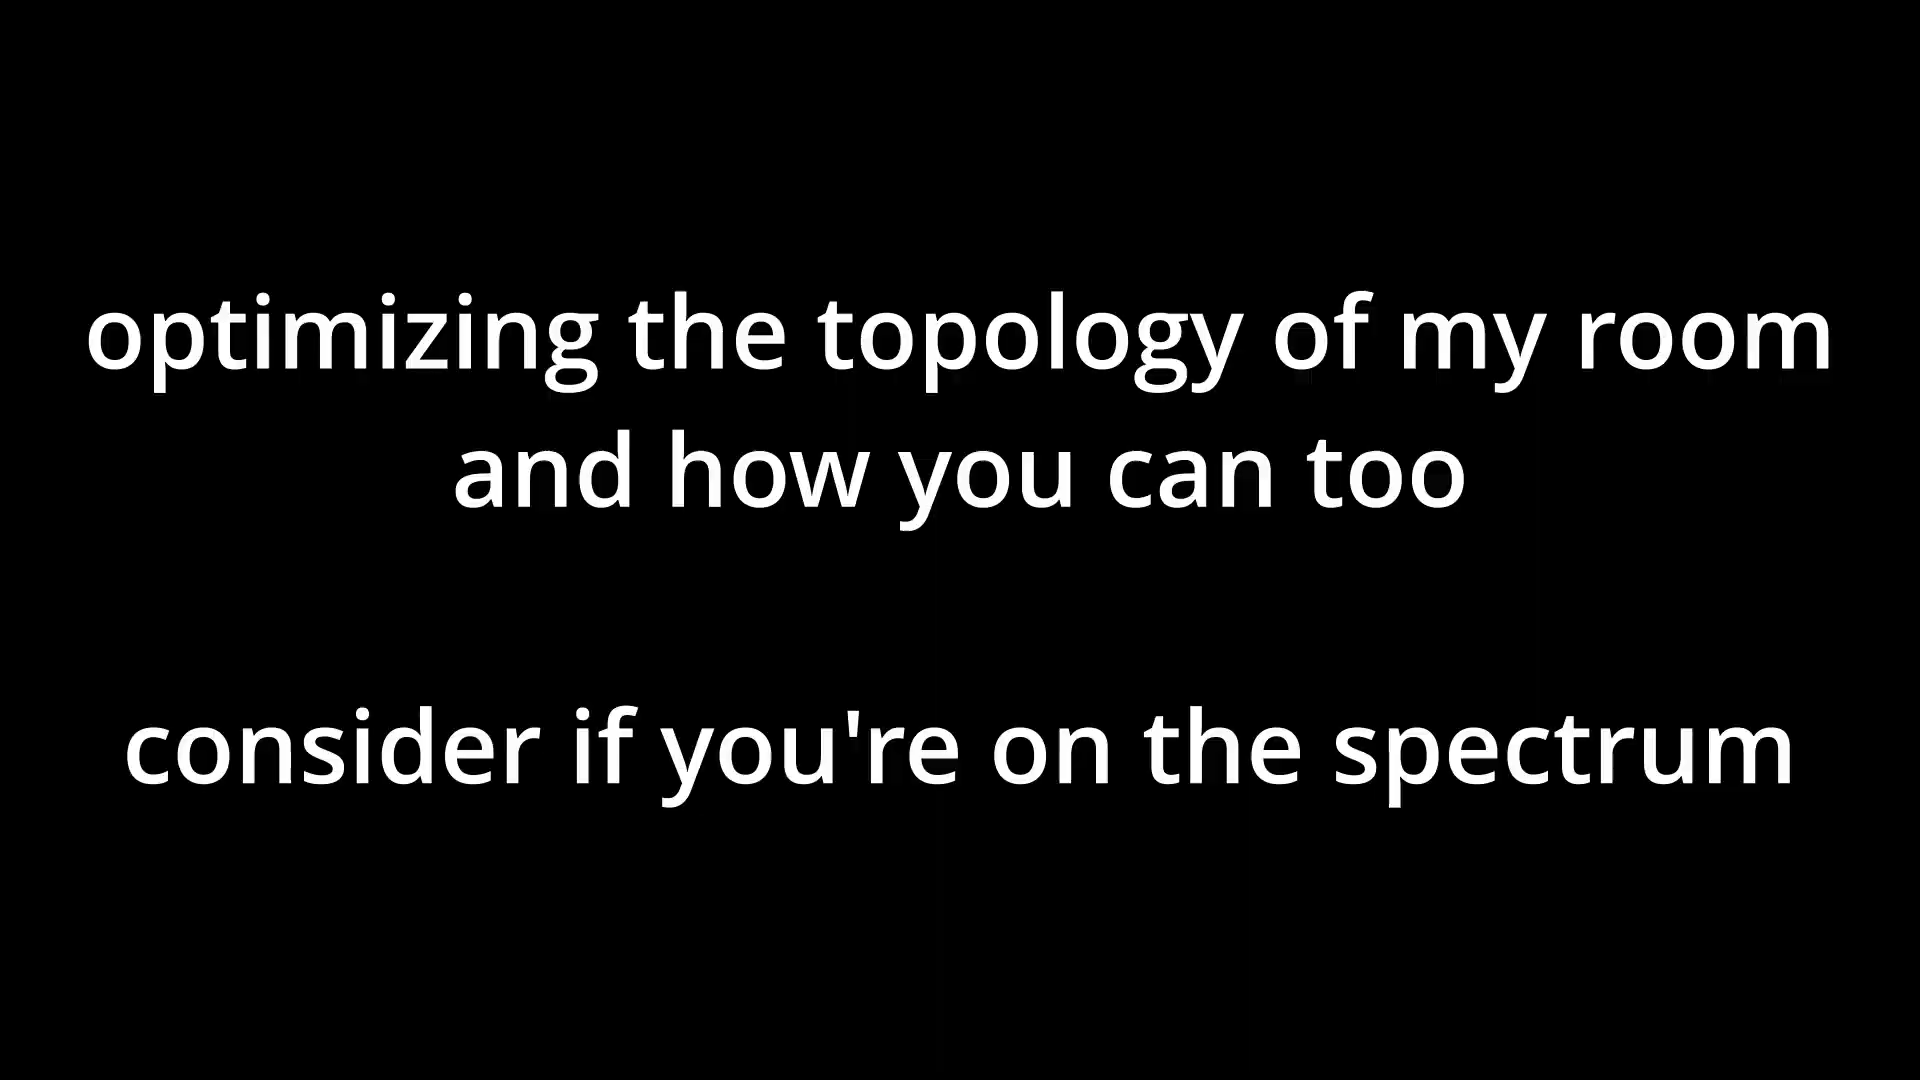 optimizing the topology of my room
and how you can too
consider if you're on the spectrum